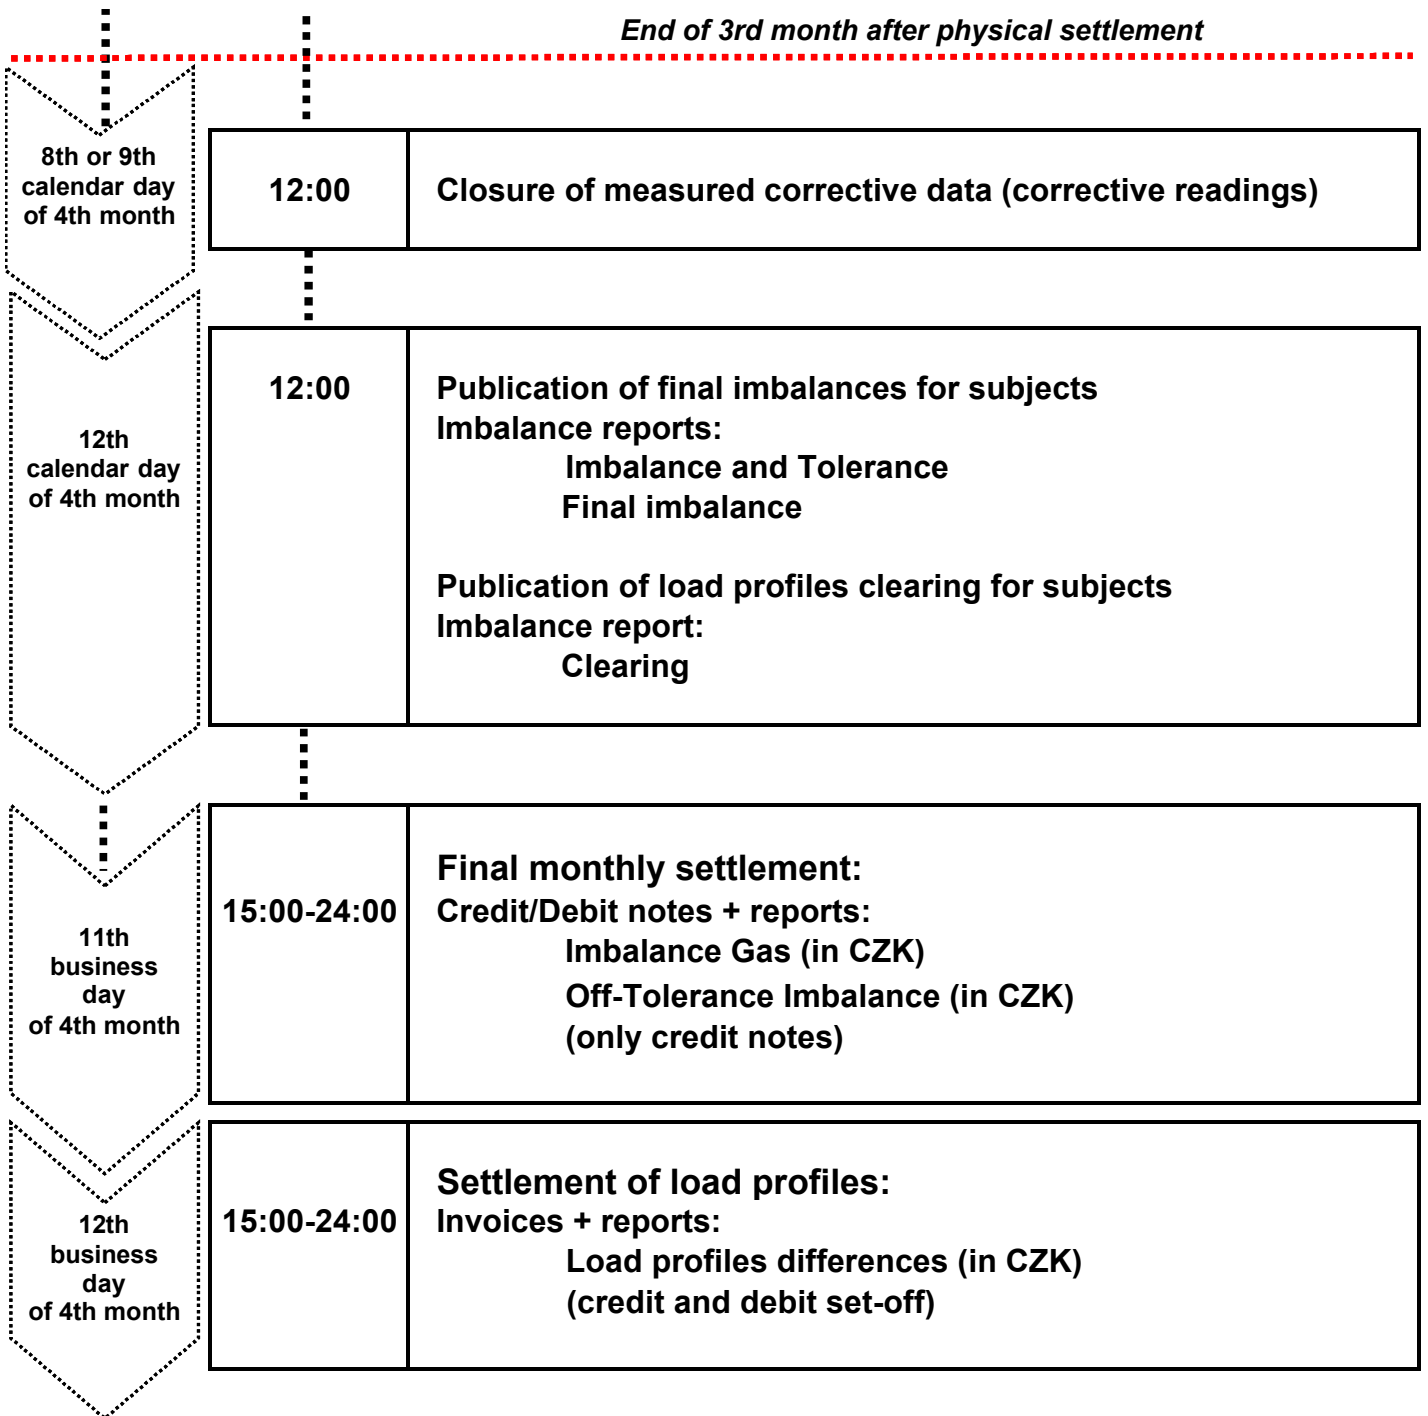 End of 3rd month after physical settlement
8th or 9th
calendar day
of 4th month
12:00
Closure of measured corrective data (corrective readings)
12th
calendar day
of 4th month
12:00
Publication of final imbalances for subjects
Imbalance reports:
Imbalance and Tolerance
Final imbalance
Publication of load profiles clearing for subjects
Imbalance report:
Clearing
11th
business
day
of 4th month
15:00-24:00
Final monthly settlement:
Credit/Debit notes + reports:
Imbalance Gas (in CZK)
Off-Tolerance Imbalance (in CZK)
(only credit notes)
12th
business
day
of 4th month
15:00-24:00
Settlement of load profiles:
Invoices + reports:
Load profiles differences (in CZK)
(credit and debit set-off)